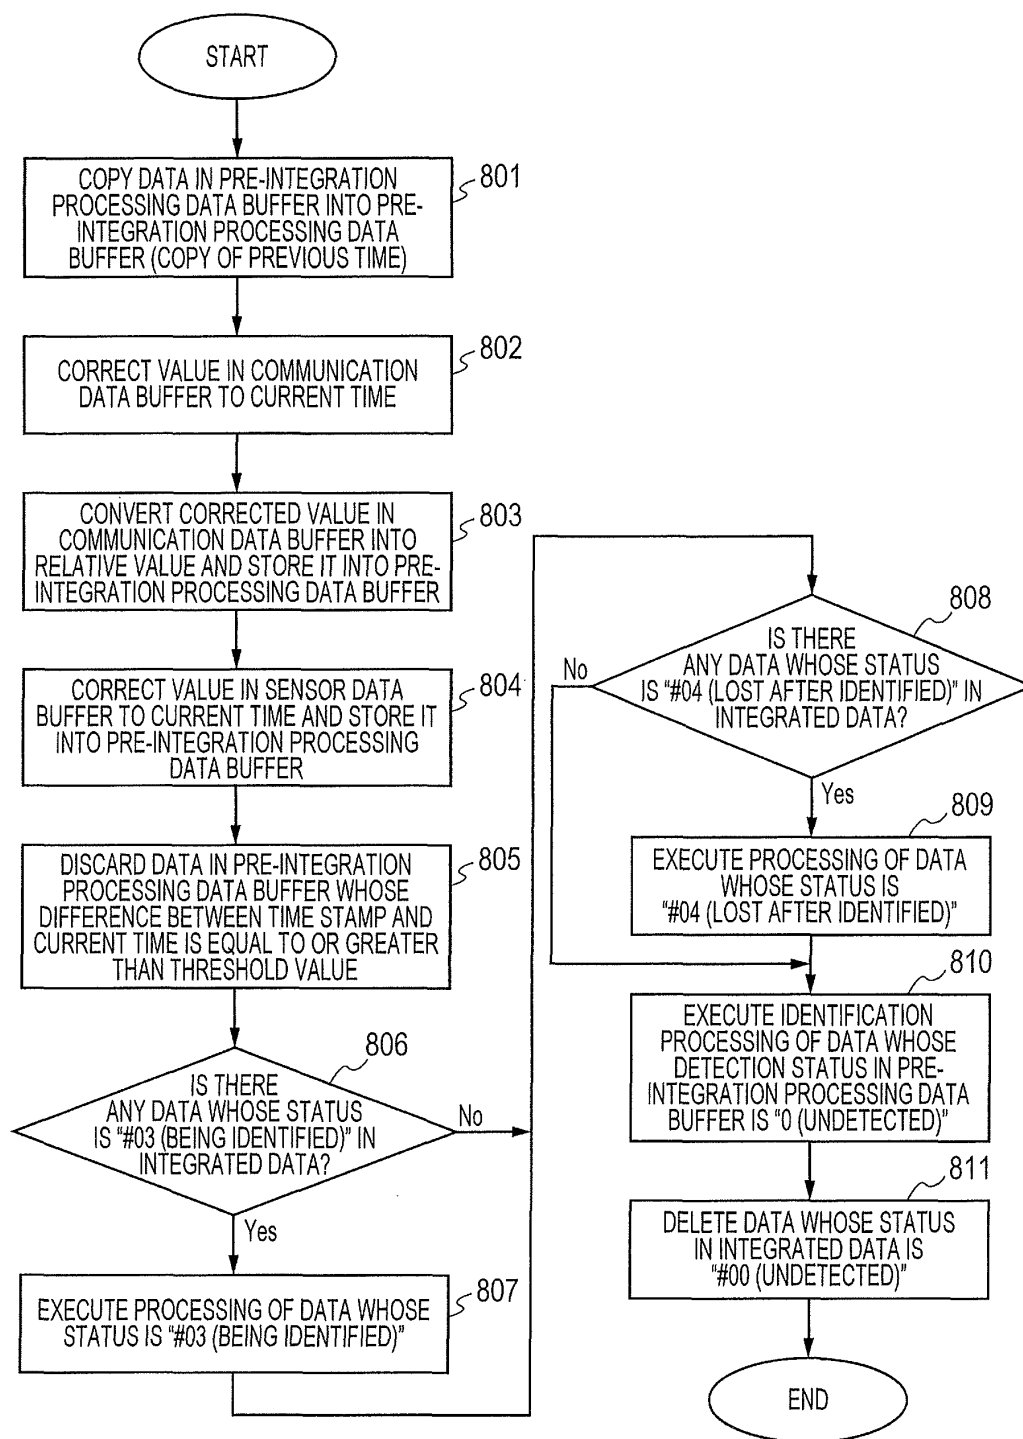 START
COPY DATA IN PRE-INTEGRATION
PROCESSING DATA BUFFER INTO PRE-
INTEGRATION PROCESSING DATA
BUFFER (COPY OF PREVIOUS TIME)
801
CORRECT VALUE IN COMMUNICATION
DATA BUFFER TO CURRENT TIME
802
CONVERT CORRECTED VALUE IN
COMMUNICATION DATA BUFFER INTO
RELATIVE VALUE AND STORE IT INTO PRE-
INTEGRATION PROCESSING DATA BUFFER
803
CORRECT VALUE IN SENSOR DATA
BUFFER TO CURRENT TIME AND STORE IT
INTO PRE-INTEGRATION PROCESSING
DATA BUFFER
804
DISCARD DATA IN PRE-INTEGRATION
PROCESSING DATA BUFFER WHOSE
DIFFERENCE BETWEEN TIME STAMP AND
CURRENT TIME IS EQUAL TO OR GREATER
THAN THRESHOLD VALUE
805
IS THERE
ANY DATA WHOSE STATUS
IS "#03 (BEING IDENTIFIED)" IN
INTEGRATED DATA?
806
No
Yes
EXECUTE PROCESSING OF DATA WHOSE
STATUS IS "#03 (BEING IDENTIFIED)"
807
IS THERE
ANY DATA WHOSE STATUS
IS "#04 (LOST AFTER IDENTIFIED)" IN
INTEGRATED DATA?
808
No
Yes
EXECUTE PROCESSING OF DATA
WHOSE STATUS IS
"#04 (LOST AFTER IDENTIFIED)"
809
EXECUTE IDENTIFICATION
PROCESSING OF DATA WHOSE
DETECTION STATUS IN PRE-
INTEGRATION PROCESSING DATA
BUFFER IS "0 (UNDETECTED)"
810
DELETE DATA WHOSE STATUS
IN INTEGRATED DATA IS
"#00 (UNDETECTED)"
811
END